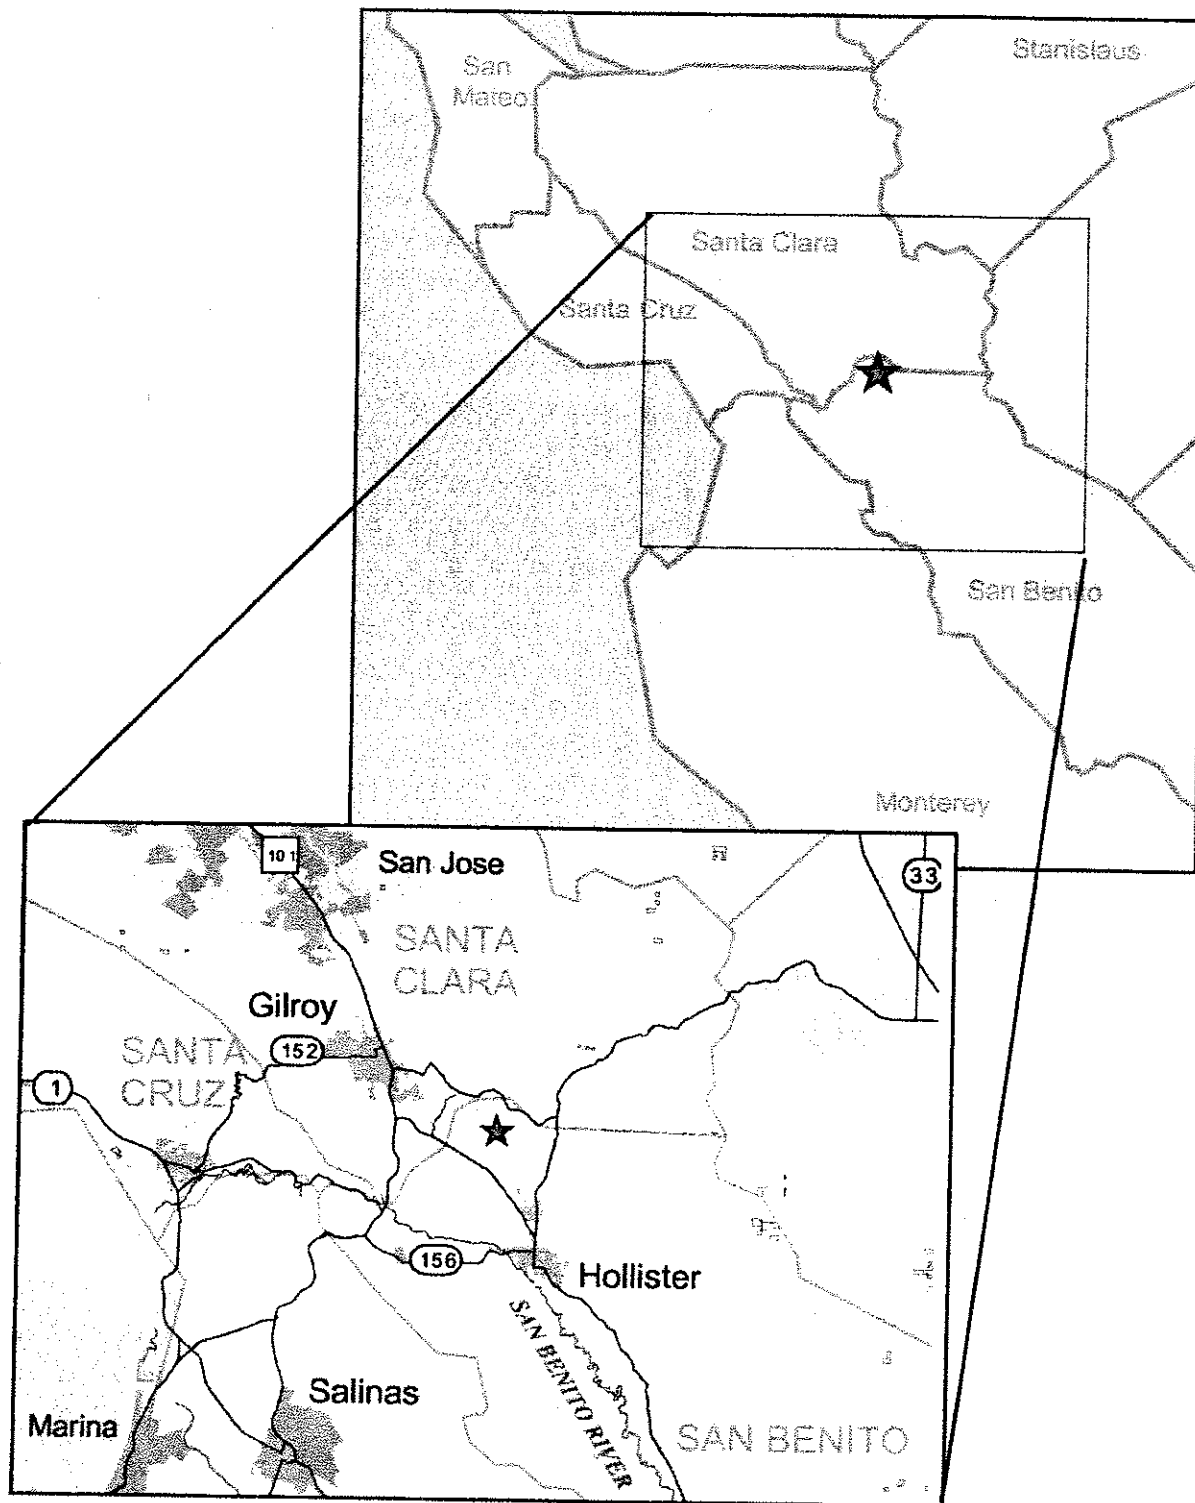 Stanislaus
San
Mateo
Santa Clara
Santa Cruz
San Benito
Monterey
101
San Jose
33
SANTA
CLARA
Gilroy
152
SANTA
CRUZ
1
156
Hollister
SAN BENITO RIVER
Salinas
Marina
SAN BENITO